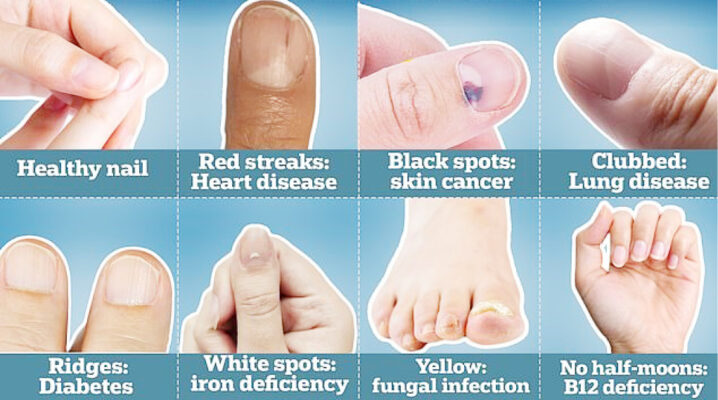 Healthy nail
Red streaks:
Heart disease
Black spots:
skin cancer
Clubbed:
Lung disease
Ridges:
Diabetes
White spots:
iron deficiency
Yellow:
fungal infection
No half-moons:
B12 deficiency